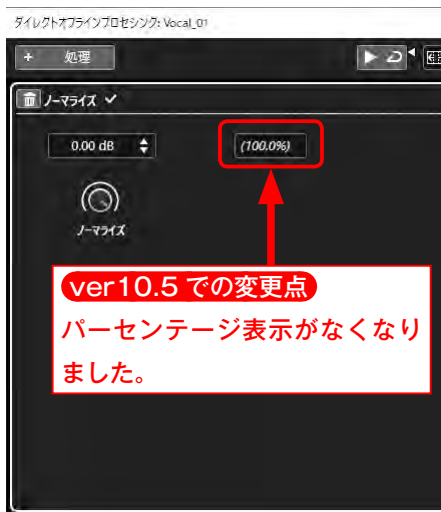 ダイレクトオフラインプロセシング: Vocal_01
+ 処理
ノーマライズ
0.00 dB
(100.0%)
ノーマライズ
ver10.5 での変更点
パーセンテージ表示がなくなり
ました。